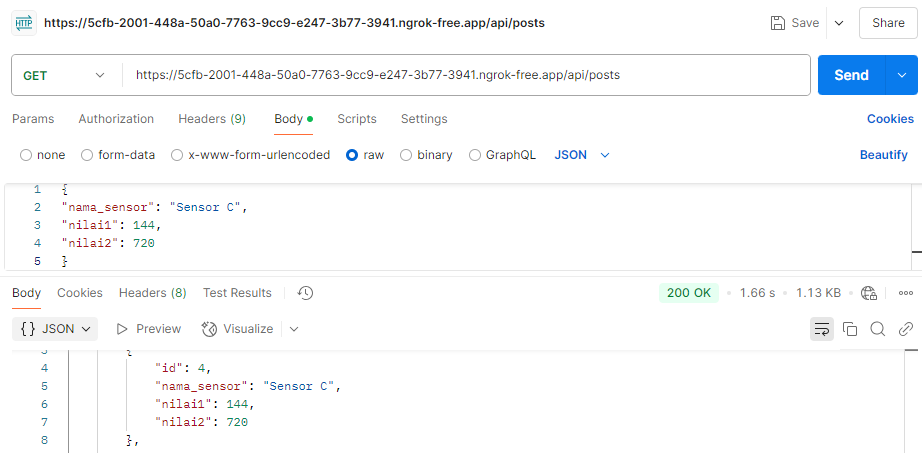 HTTP https://5cfb-2001-448a-50a0-7763-9cc9-e247-3b77-3941.ngrok-free.app/api/posts Save Share
GET https://5cfb-2001-448a-50a0-7763-9cc9-e247-3b77-3941.ngrok-free.app/api/posts Send
Params Authorization Headers (9) Body Scripts Settings Cookies
none form-data x-www-form-urlencoded raw binary GraphQL JSON Beautify
1 {
2 "nama_sensor": "Sensor C",
3 "nilai1": 144,
4 "nilai2": 720
5 }
Body Cookies Headers (8) Test Results 200 OK • 1.66 s • 1.13 KB •
{} JSON Preview Visualize
3 {
4 "id": 4,
5 "nama_sensor": "Sensor C",
6 "nilai1": 144,
7 "nilai2": 720
8 },